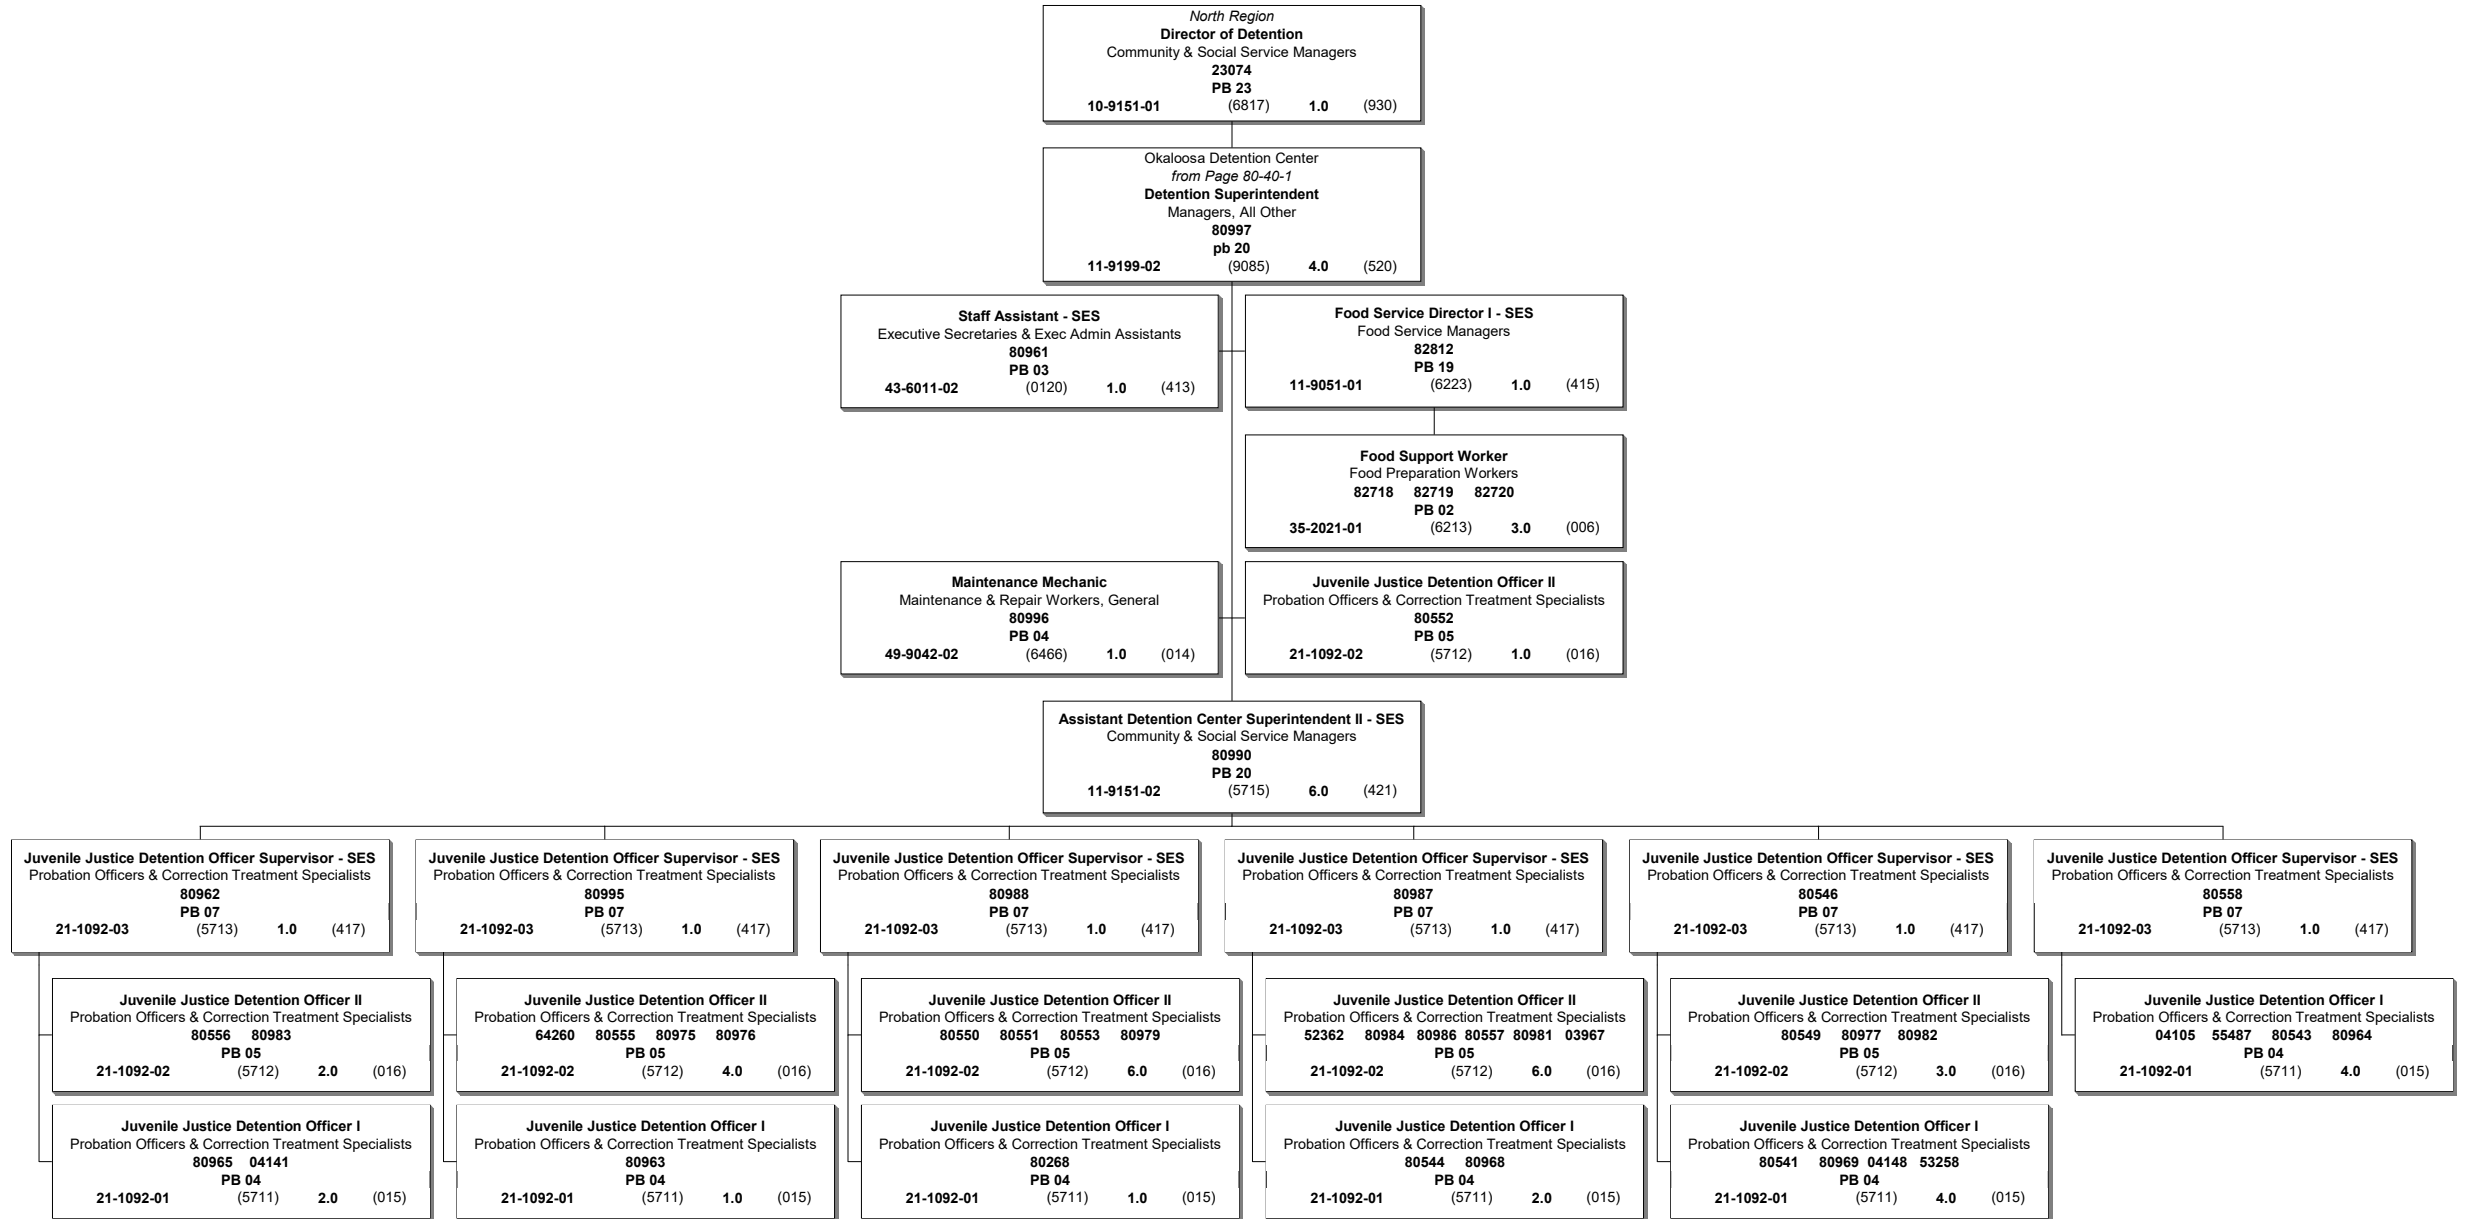 North Region
Director of Detention
Community & Social Service Managers
23074
PB 23
10-9151-01 (6817) 1.0 (930)
Okaloosa Detention Center
from Page 80-40-1
Detention Superintendent
Managers, All Other
80997
pb 20
11-9199-02 (9085) 4.0 (520)
Staff Assistant - SES
Executive Secretaries & Exec Admin Assistants
80961
PB 03
43-6011-02 (0120) 1.0 (413)
Food Service Director I - SES
Food Service Managers
82812
PB 19
11-9051-01 (6223) 1.0 (415)
Food Support Worker
Food Preparation Workers
82718 82719 82720
PB 02
35-2021-01 (6213) 3.0 (006)
Maintenance Mechanic
Maintenance & Repair Workers, General
80996
PB 04
49-9042-02 (6466) 1.0 (014)
Juvenile Justice Detention Officer II
Probation Officers & Correction Treatment Specialists
80552
PB 05
21-1092-02 (5712) 1.0 (016)
Assistant Detention Center Superintendent II - SES
Community & Social Service Managers
80990
PB 20
11-9151-02 (5715) 6.0 (421)
Juvenile Justice Detention Officer Supervisor - SES
Probation Officers & Correction Treatment Specialists
80962
PB 07
21-1092-03 (5713) 1.0 (417)
Juvenile Justice Detention Officer II
Probation Officers & Correction Treatment Specialists
80556 80983
PB 05
21-1092-02 (5712) 2.0 (016)
Juvenile Justice Detention Officer I
Probation Officers & Correction Treatment Specialists
80965 04141
PB 04
21-1092-01 (5711) 2.0 (015)
Juvenile Justice Detention Officer Supervisor - SES
Probation Officers & Correction Treatment Specialists
80995
PB 07
21-1092-03 (5713) 1.0 (417)
Juvenile Justice Detention Officer II
Probation Officers & Correction Treatment Specialists
64260 80555 80975 80976
PB 05
21-1092-02 (5712) 4.0 (016)
Juvenile Justice Detention Officer I
Probation Officers & Correction Treatment Specialists
80963
PB 04
21-1092-01 (5711) 1.0 (015)
Juvenile Justice Detention Officer Supervisor - SES
Probation Officers & Correction Treatment Specialists
80988
PB 07
21-1092-03 (5713) 1.0 (417)
Juvenile Justice Detention Officer II
Probation Officers & Correction Treatment Specialists
80550 80551 80553 80979
PB 05
21-1092-02 (5712) 6.0 (016)
Juvenile Justice Detention Officer I
Probation Officers & Correction Treatment Specialists
80268
PB 04
21-1092-01 (5711) 1.0 (015)
Juvenile Justice Detention Officer Supervisor - SES
Probation Officers & Correction Treatment Specialists
80987
PB 07
21-1092-03 (5713) 1.0 (417)
Juvenile Justice Detention Officer II
Probation Officers & Correction Treatment Specialists
52362 80984 80986 80557 80981 03967
PB 05
21-1092-02 (5712) 6.0 (016)
Juvenile Justice Detention Officer I
Probation Officers & Correction Treatment Specialists
80544 80968
PB 04
21-1092-01 (5711) 2.0 (015)
Juvenile Justice Detention Officer Supervisor - SES
Probation Officers & Correction Treatment Specialists
80546
PB 07
21-1092-03 (5713) 1.0 (417)
Juvenile Justice Detention Officer II
Probation Officers & Correction Treatment Specialists
80549 80977 80982
PB 05
21-1092-02 (5712) 3.0 (016)
Juvenile Justice Detention Officer I
Probation Officers & Correction Treatment Specialists
80541 80969 04148 53258
PB 04
21-1092-01 (5711) 4.0 (015)
Juvenile Justice Detention Officer Supervisor - SES
Probation Officers & Correction Treatment Specialists
80558
PB 07
21-1092-03 (5713) 1.0 (417)
Juvenile Justice Detention Officer I
Probation Officers & Correction Treatment Specialists
04105 55487 80543 80964
PB 04
21-1092-01 (5711) 4.0 (015)